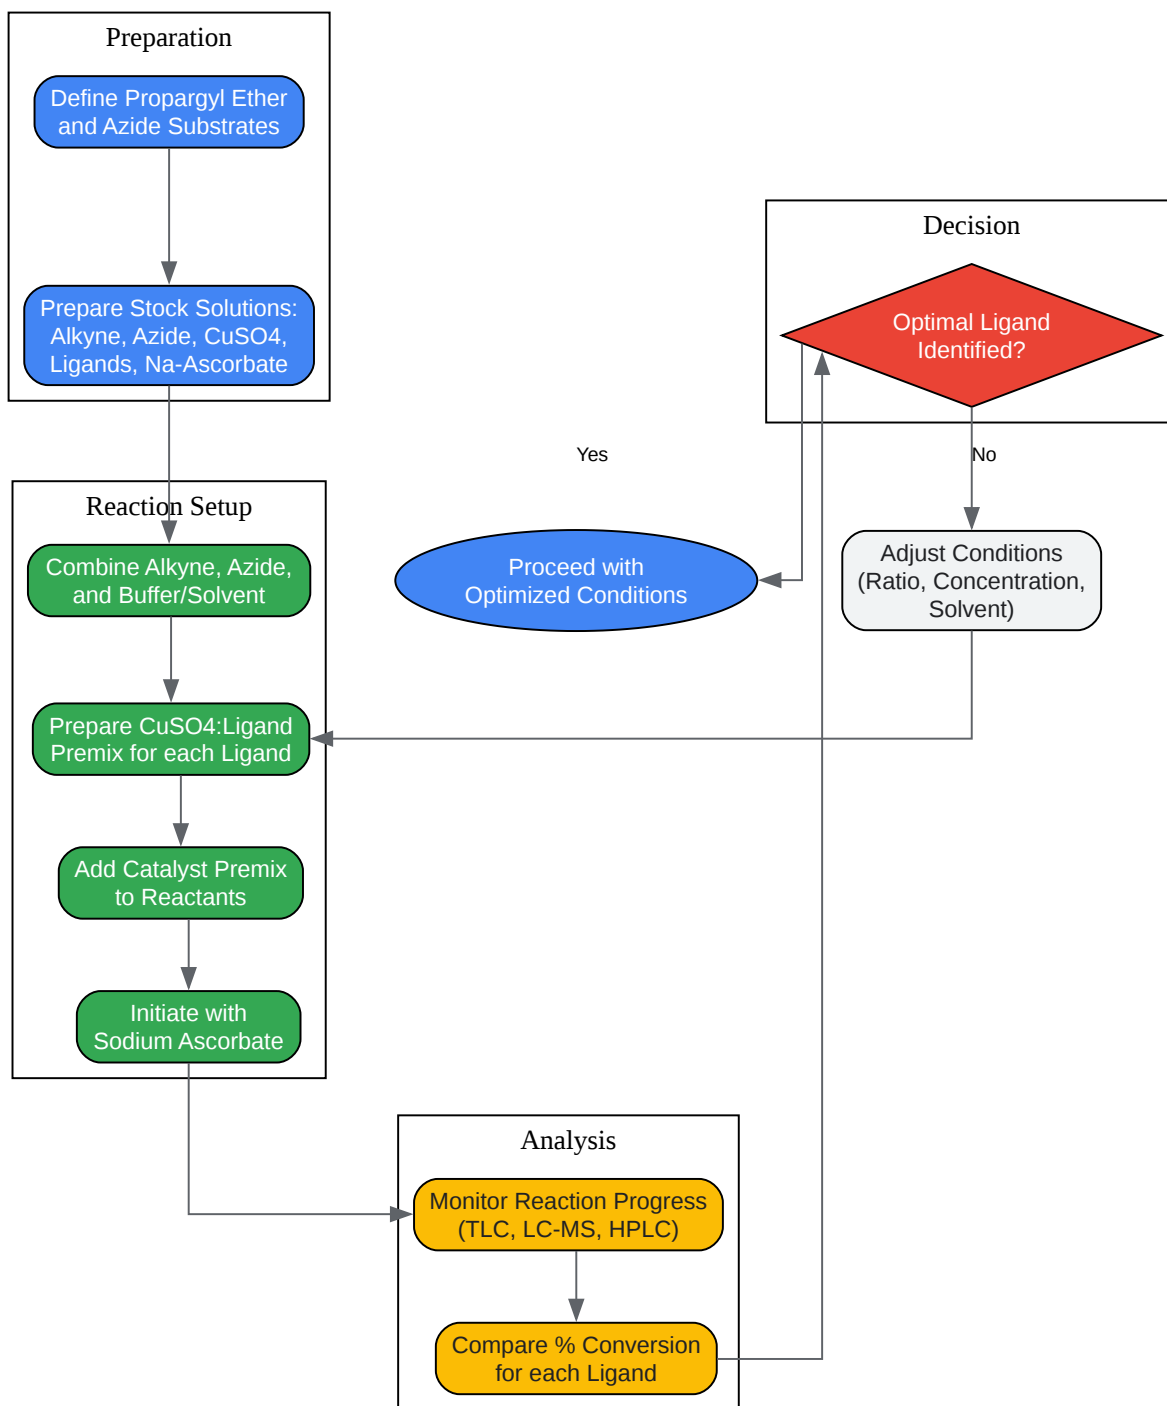 Preparation
Define Propargyl Ether
and Azide Substrates
Prepare Stock Solutions:
Alkyne, Azide, CuSO4,
Ligands, Na-Ascorbate
Decision
Optimal Ligand
Identified?
Yes
No
Reaction Setup
Combine Alkyne, Azide,
and Buffer/Solvent
Proceed with
Optimized Conditions
Adjust Conditions
(Ratio, Concentration,
Solvent)
Prepare CuSO4:Ligand
Premix for each Ligand
Add Catalyst Premix
to Reactants
Initiate with
Sodium Ascorbate
Analysis
Monitor Reaction Progress
(TLC, LC-MS, HPLC)
Compare % Conversion
for each Ligand